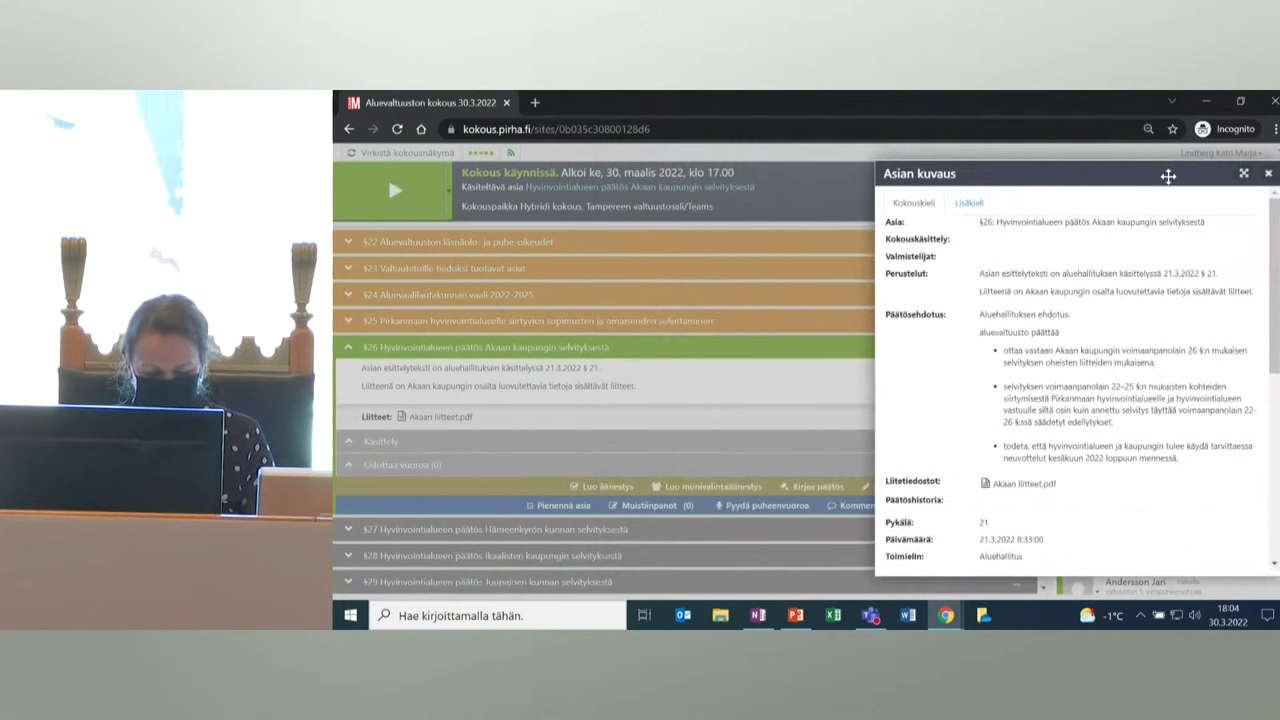 Aluevaltuuston kokous 30.3.2022
kokous.pirha.fi/sites/0b035c30800128d6
Incognito
Virkistä kokousnäkymä
Lindberg Katri Marja
Kokous käynnissä. Alkoi ke, 30. maalis 2022, klo 17.00
Käsiteltävä asia Hyvinvointialueen päätös Akaan kaupungin selvityksestä
Kokouspaikka Hybridi kokous, Tampereen valtuustosali/Teams
§22 Aluevaltuuston läsnäolo- ja puhe-oikeudet
§23 Valtuutetuille tiedoksi tuotavat asiat
§24 Aluevaalilautakunnan vaali 2022-2025
§25 Pirkanmaan hyvinvointialueelle siirtyvien sopimusten ja omaisuuden selvittäminen
§26 Hyvinvointialueen päätös Akaan kaupungin selvityksestä
Asian esittelyteksti on aluehallituksen käsittelyssä 21.3.2022 § 21.
Liitteenä on Akaan kaupungin osalta luovutettavia tietoja sisältävät liitteet.
Liitteet: Akaan liitteet.pdf
Käsittely
Odottaa vuoroa (0)
Luo äänestys Luo monivalintaäänestys Kirjaa päätös
Pienennä asia Muistiinpanot (0) Pyydä puheenvuoroa Kommen
§27 Hyvinvointialueen päätös Hämeenkyrön kunnan selvityksestä
§28 Hyvinvointialueen päätös Ikaalisten kaupungin selvityksestä
§29 Hyvinvointialueen päätös Juupajoen kunnan selvityksestä
Asian kuvaus
Kokouskieli Lisäkieli
Asia: §26: Hyvinvointialueen päätös Akaan kaupungin selvityksestä
Kokouskäsittely:
Valmistelijat:
Perustelut: Asian esittelyteksti on aluehallituksen käsittelyssä 21.3.2022 § 21.
Liitteenä on Akaan kaupungin osalta luovutettavia tietoja sisältävät liitteet.
Päätösehdotus: Aluehallituksen ehdotus:
aluevaltuusto päättää
• ottaa vastaan Akaan kaupungin voimaanpanolain 26 §:n mukaisen
selvityksen oheisten liitteiden mukaisena,
• selvityksen voimaanpanolain 22–25 §:n mukaisten kohteiden
siirtymisestä Pirkanmaan hyvinvointialueelle ja hyvinvointialueen
vastuulle siltä osin kuin annettu selvitys täyttää voimaanpanolain 22-
26 §:ssä säädetyt edellytykset,
• todeta, että hyvinvointialueen ja kaupungin tulee käydä tarvittaessa
neuvottelut kesäkuun 2022 loppuun mennessä.
Liitetiedostot: Akaan liitteet.pdf
Päätöshistoria:
Pykälä: 21
Päivämäärä: 21.3.2022 8:33:00
Toimielin: Aluehallitus
Andersson Jari
Hae kirjoittamalla tähän.
-1°C
18:04
30.3.2022